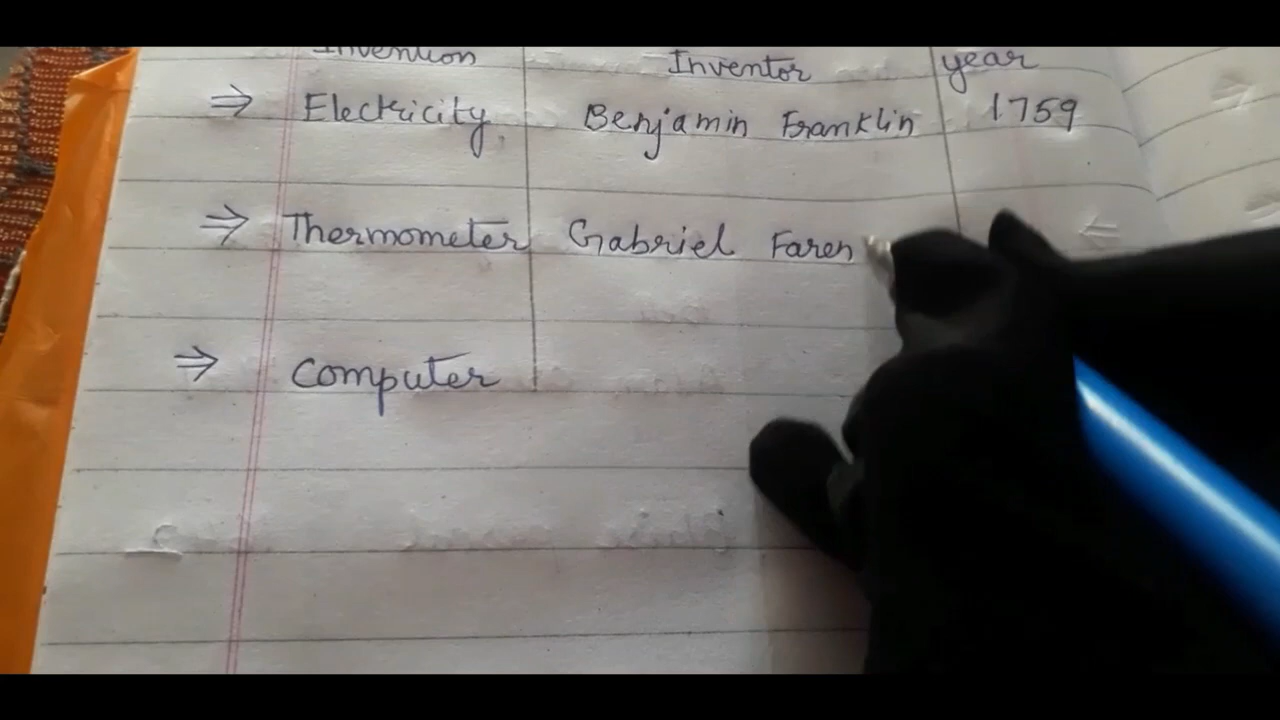 Invention Inventor year
⇒ Electricity Benjamin Franklin 1759
⇒ Thermometer Gabriel Faren
⇒ Computer